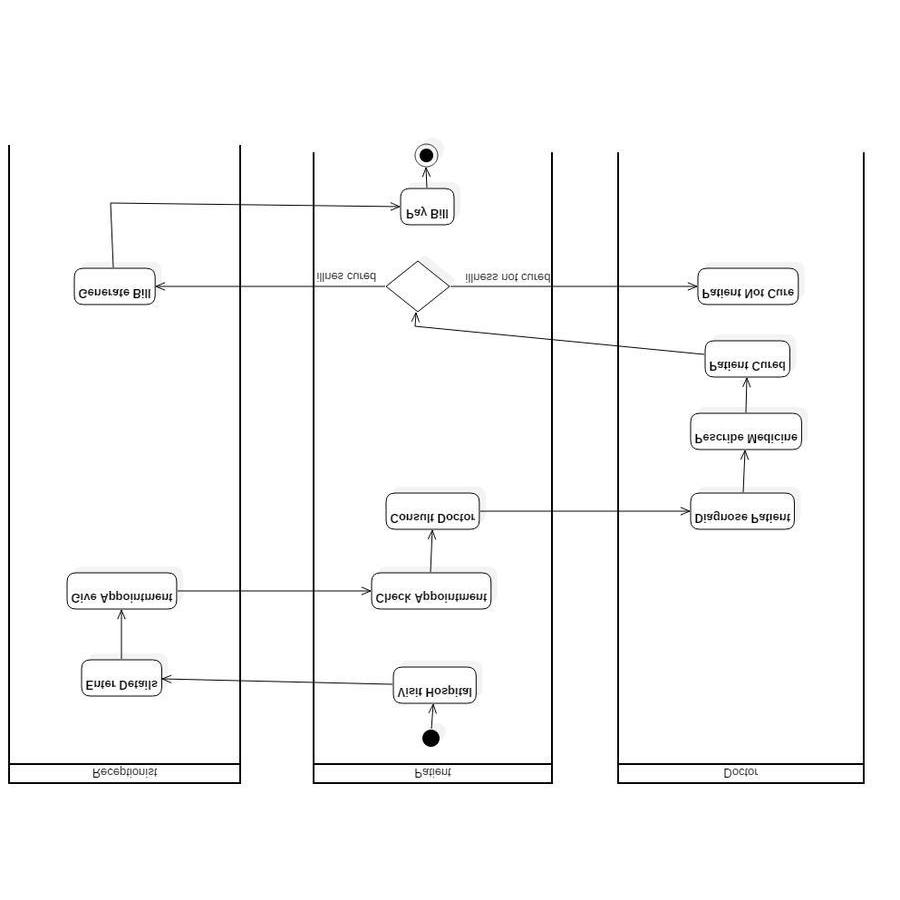 Receptionist
Patient
Doctor
Visit Hospital
Enter Details
Give Appointment
Check Appointment
Consult Doctor
Diagnose Patient
Pescribe Medicine
Patient Cured
illnes cured
illness not cured
Generate Bill
Patient Not Cure
Pay Bill